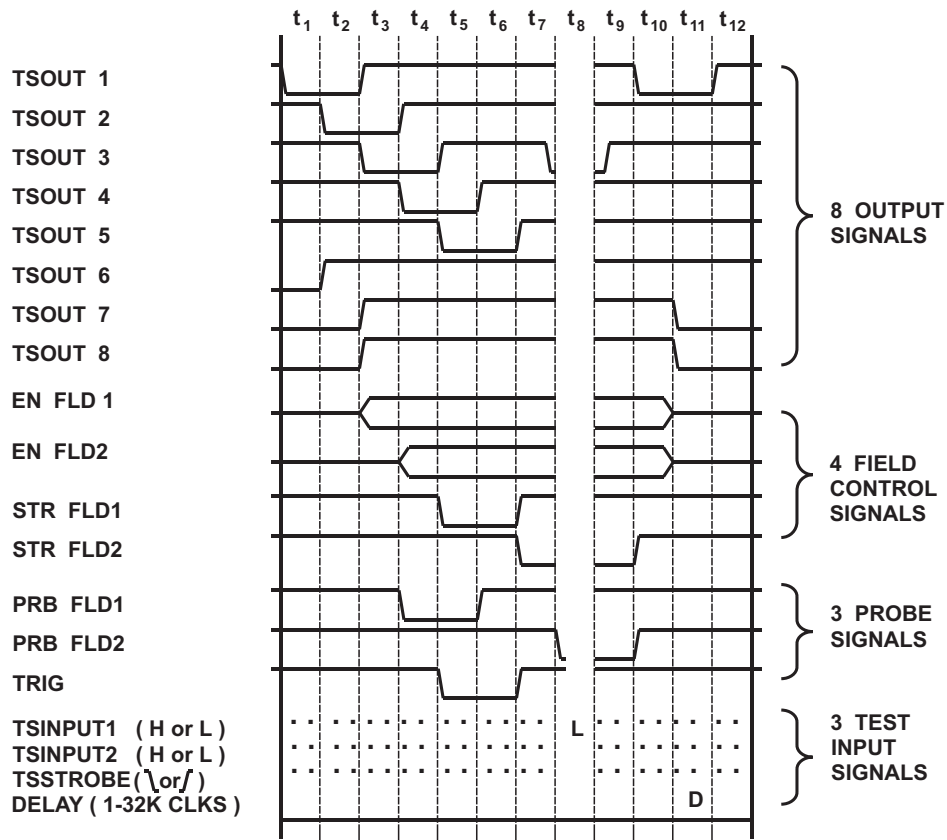 t1 t2 t3 t4 t5 t6 t7 t8 t9 t10 t11 t12
TSOUT 1
TSOUT 2
TSOUT 3
TSOUT 4
TSOUT 5
TSOUT 6
TSOUT 7
TSOUT 8
8 OUTPUT
SIGNALS
EN FLD 1
EN FLD2
STR FLD1
STR FLD2
4 FIELD
CONTROL
SIGNALS
PRB FLD1
PRB FLD2
TRIG
3 PROBE
SIGNALS
TSINPUT1 ( H or L ) L
TSINPUT2 ( H or L )
TSSTROBE ( \ or / )
DELAY ( 1-32K CLKS ) D
3 TEST
INPUT
SIGNALS